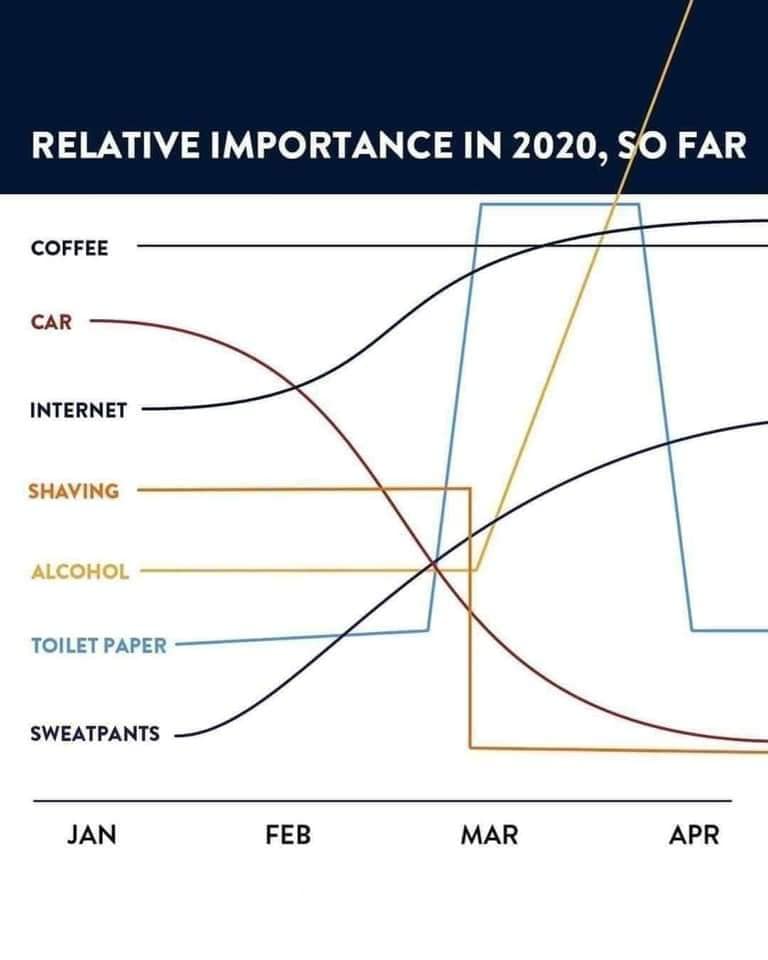 RELATIVE IMPORTANCE IN 2020, SO FAR
COFFEE
CAR
INTERNET
SHAVING
ALCOHOL
TOILET PAPER
SWEATPANTS
JAN FEB MAR APR